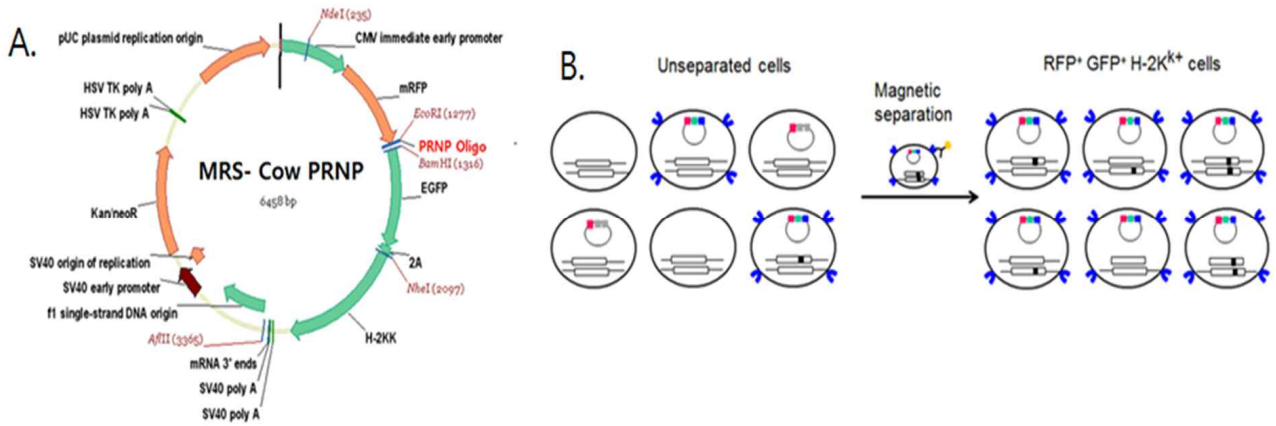 A.
NdeI (235)
pUC plasmid replication origin
CMV immediate early promoter
HSV TK poly A
HSV TK poly A
mRFP
EcoRI (1277)
PRNP Oligo
BamHI (1316)
MRS- Cow PRNP
6458 bp
EGFP
Kan/neoR
2A
NheI (2097)
SV40 origin of replication
SV40 early promoter
f1 single-strand DNA origin
H-2KK
AflII (3365)
mRNA 3' ends
SV40 poly A
SV40 poly A
B.
Unseparated cells
Magnetic
separation
RFP⁺ GFP⁺ H-2Kᵏ⁺ cells